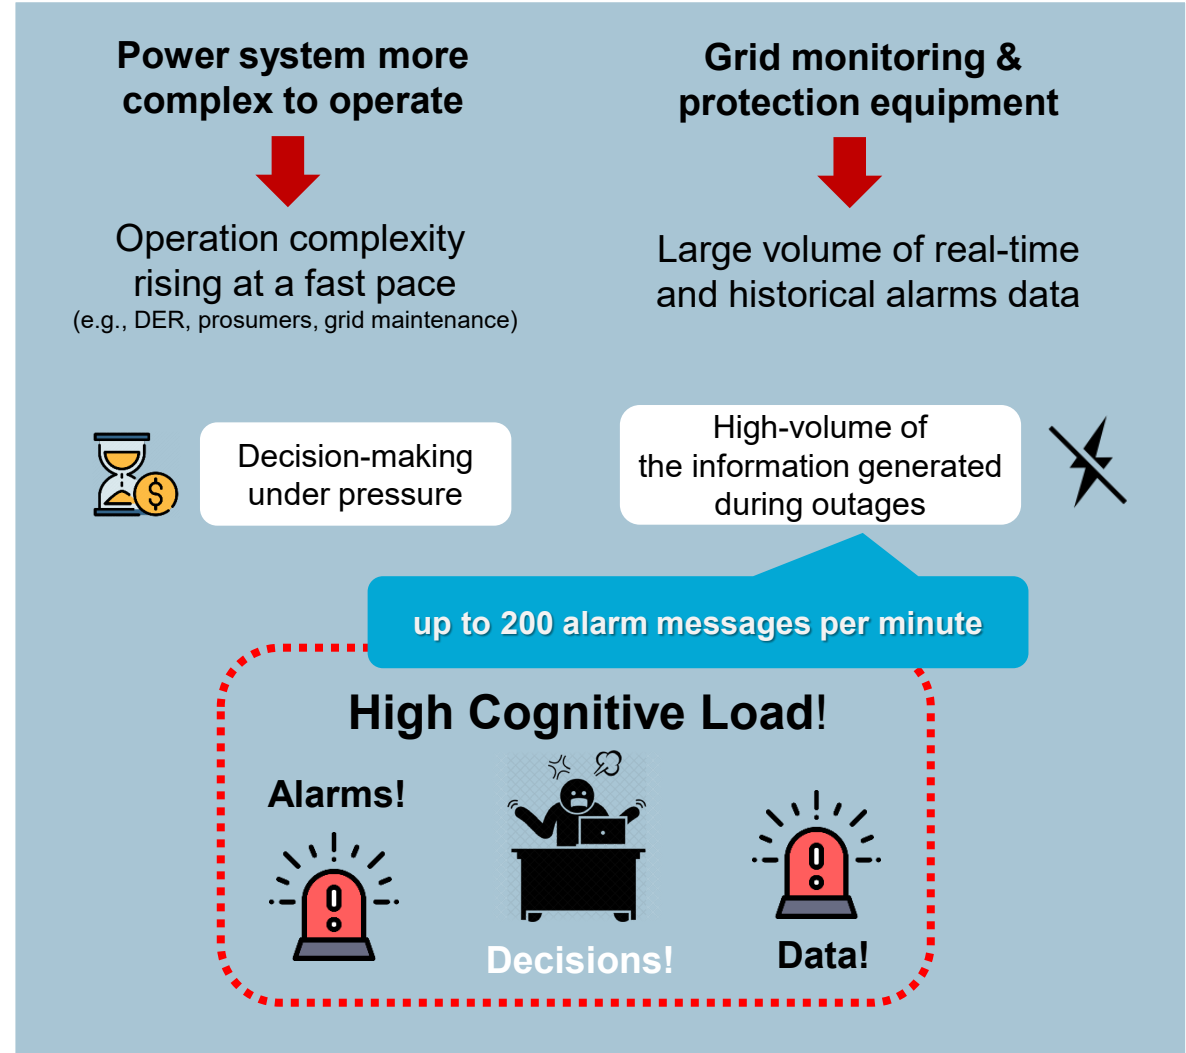 Power system more
complex to operate
Operation complexity
rising at a fast pace
(e.g., DER, prosumers, grid maintenance)
Grid monitoring &
protection equipment
Large volume of real-time
and historical alarms data
$
Decision-making
under pressure
High-volume of
the information generated
during outages
up to 200 alarm messages per minute
High Cognitive Load!
Alarms!
Decisions!
Data!